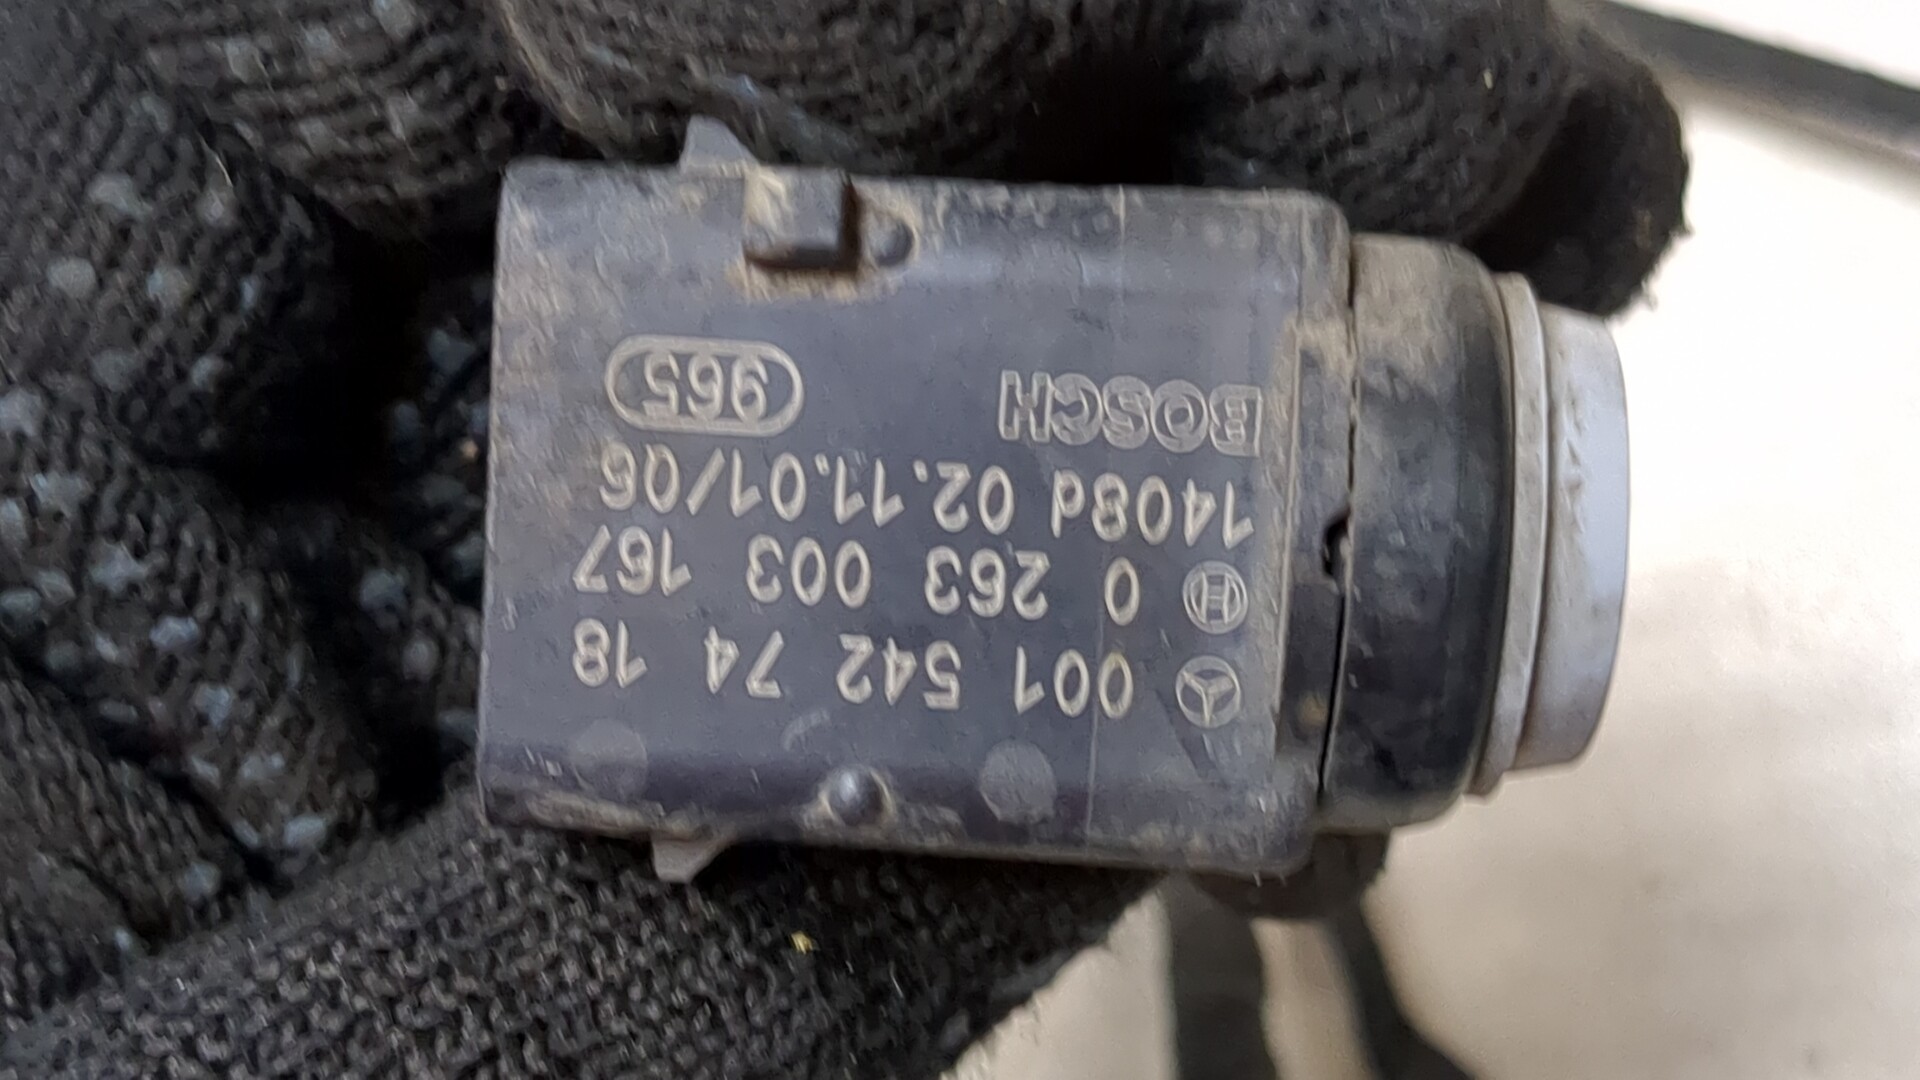 001 542 74 18
0 263 003 167
1408d 02.11.01/06
BOSCH 965